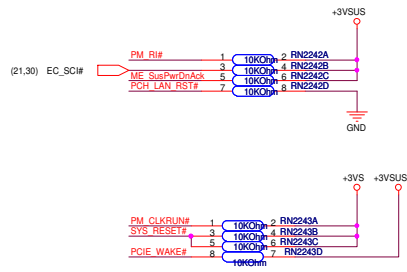 +3VSUS
PM_RI# 1 10KOhm 2 RN2242A
(21,30) EC_SCI# 3 10KOhm 4 RN2242B
ME_SusPwrDnAck 5 10KOhm 6 RN2242C
PCH_LAN_RST# 7 10KOhm 8 RN2242D
GND
+3VS +3VSUS
PM_CLKRUN# 1 10KOhm 2 RN2243A
SYS_RESET# 3 10KOhm 4 RN2243B
5 10KOhm 6 RN2243C
PCIE_WAKE# 8 10KOhm 7 RN2243D